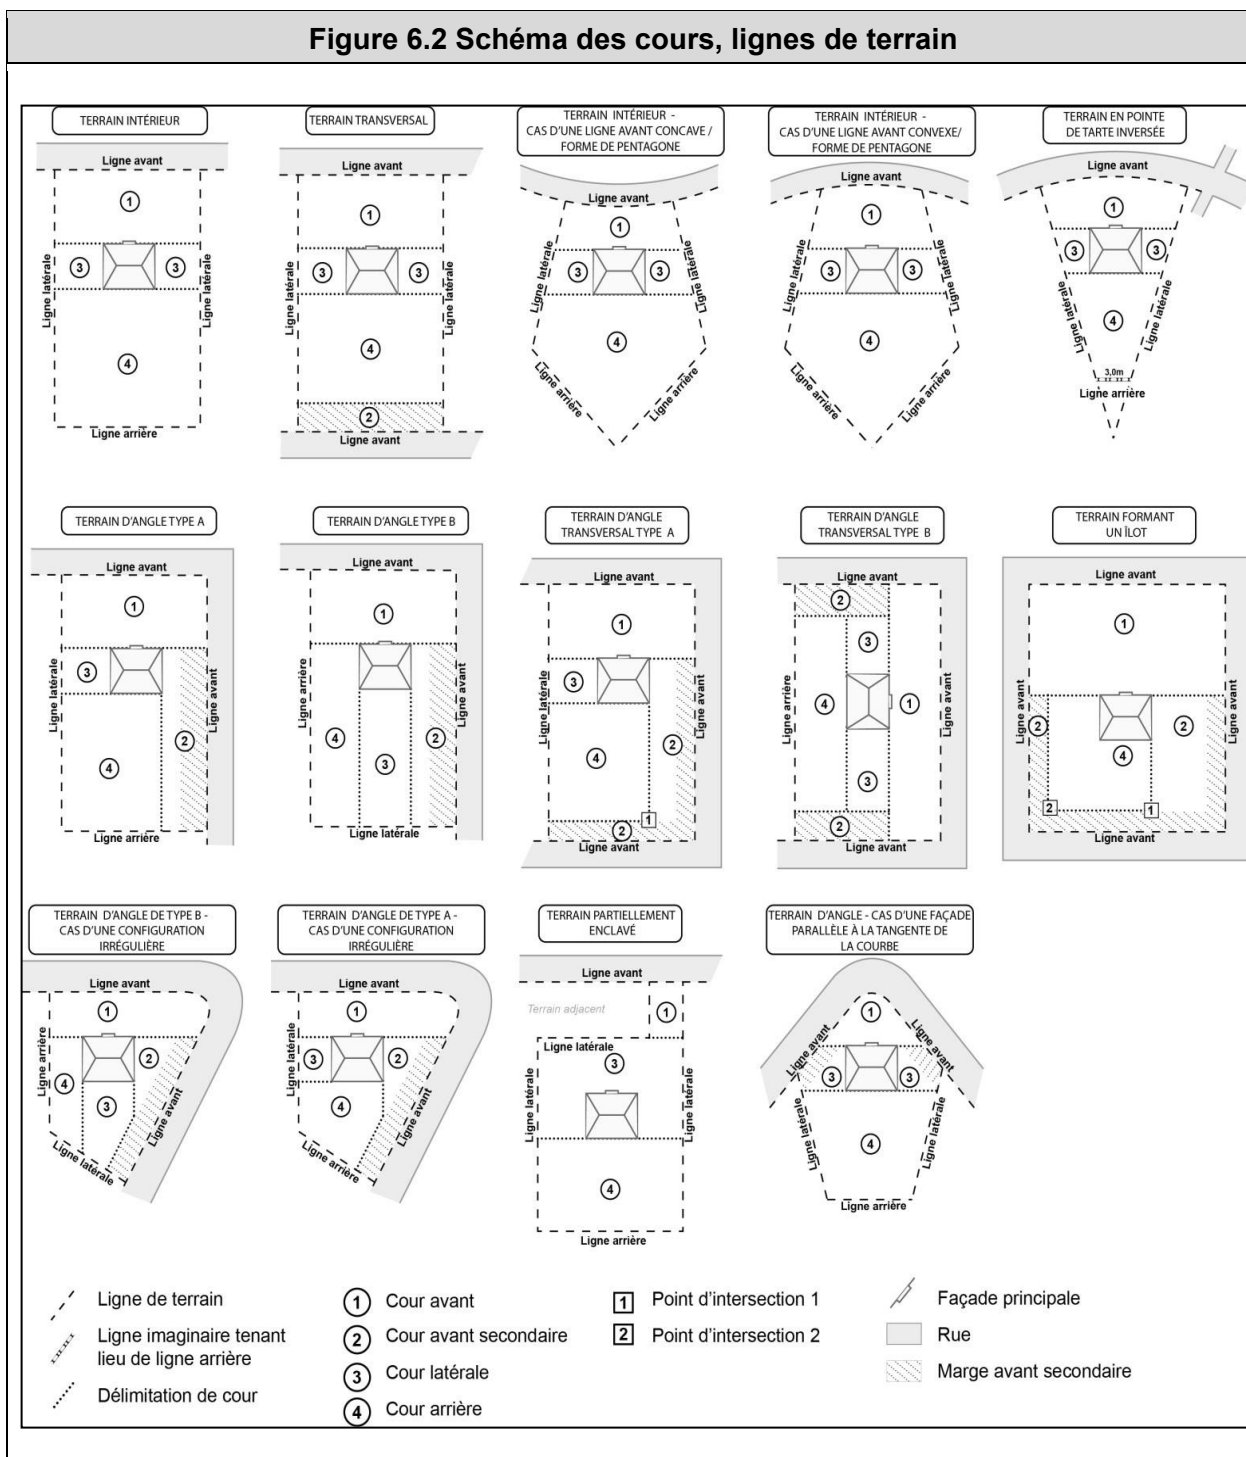 Figure 6.2 Schéma des cours, lignes de terrain
TERRAIN INTÉRIEUR
Ligne avant
1
Ligne latérale
3
3
Ligne latérale
4
Ligne arrière
TERRAIN TRANSVERSAL
Ligne avant
1
Ligne latérale
3
3
Ligne latérale
4
2
Ligne avant
TERRAIN INTÉRIEUR -
CAS D'UNE LIGNE AVANT CONCAVE /
FORME DE PENTAGONE
Ligne avant
1
Ligne latérale
3
3
Ligne latérale
4
Ligne arrière
Ligne arrière
TERRAIN INTÉRIEUR -
CAS D'UNE LIGNE AVANT CONVEXE/
FORME DE PENTAGONE
Ligne avant
1
Ligne latérale
3
3
Ligne latérale
4
Ligne arrière
Ligne arrière
TERRAIN EN POINTE
DE TARTE INVERSÉE
Ligne avant
1
3
3
Ligne latérale
4
Ligne latérale
3,0m
Ligne arrière
TERRAIN D'ANGLE TYPE A
Ligne avant
1
Ligne latérale
3
Ligne avant
2
4
Ligne arrière
TERRAIN D'ANGLE TYPE B
Ligne avant
1
Ligne arrière
4
2
Ligne avant
3
Ligne latérale
TERRAIN D'ANGLE
TRANSVERSAL TYPE A
Ligne avant
1
Ligne latérale
3
Ligne avant
2
4
1
2
Ligne avant
TERRAIN D'ANGLE
TRANSVERSAL TYPE B
Ligne avant
2
3
Ligne arrière
4
1
Ligne avant
3
2
Ligne avant
TERRAIN FORMANT
UN ÎLOT
Ligne avant
1
Ligne avant
2
2
Ligne avant
4
2
1
Ligne avant
TERRAIN D'ANGLE DE TYPE B -
CAS D'UNE CONFIGURATION
IRRÉGULIÈRE
Ligne avant
1
Ligne arrière
2
4
3
Ligne avant
Ligne latérale
TERRAIN D'ANGLE DE TYPE A -
CAS D'UNE CONFIGURATION
IRRÉGULIÈRE
Ligne avant
1
Ligne latérale
3
2
4
Ligne avant
Ligne arrière
TERRAIN PARTIELLEMENT
ENCLAVÉ
Ligne avant
Terrain adjacent
1
Ligne latérale
3
Ligne latérale
Ligne latérale
4
Ligne arrière
TERRAIN D'ANGLE - CAS D'UNE FAÇADE
PARALLÈLE À LA TANGENTE DE
LA COURBE
1
Ligne avant
Ligne avant
3
3
Ligne latérale
Ligne latérale
4
Ligne arrière
Ligne de terrain
Ligne imaginaire tenant
lieu de ligne arrière
Délimitation de cour
1 Cour avant
2 Cour avant secondaire
3 Cour latérale
4 Cour arrière
1 Point d'intersection 1
2 Point d'intersection 2
Façade principale
Rue
Marge avant secondaire